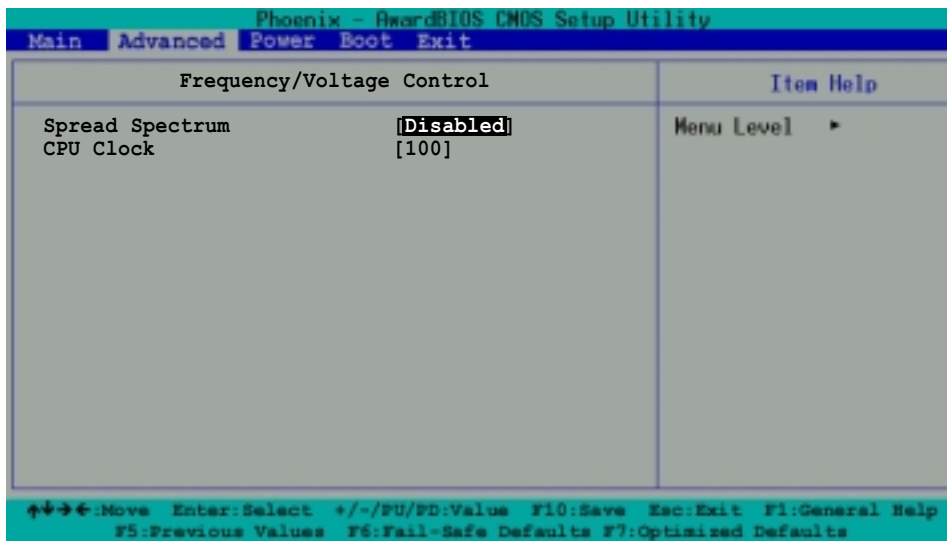 Phoenix - AwardBIOS CMOS Setup Utility
Main Advanced Power Boot Exit
Frequency/Voltage Control
Item Help
Spread Spectrum [Disabled]
Menu Level ►
CPU Clock [100]
↑↓→←:Move Enter:Select +/-/PU/PD:Value F10:Save Esc:Exit F1:General Help
F5:Previous Values F6:Fail-Safe Defaults F7:Optimized Defaults